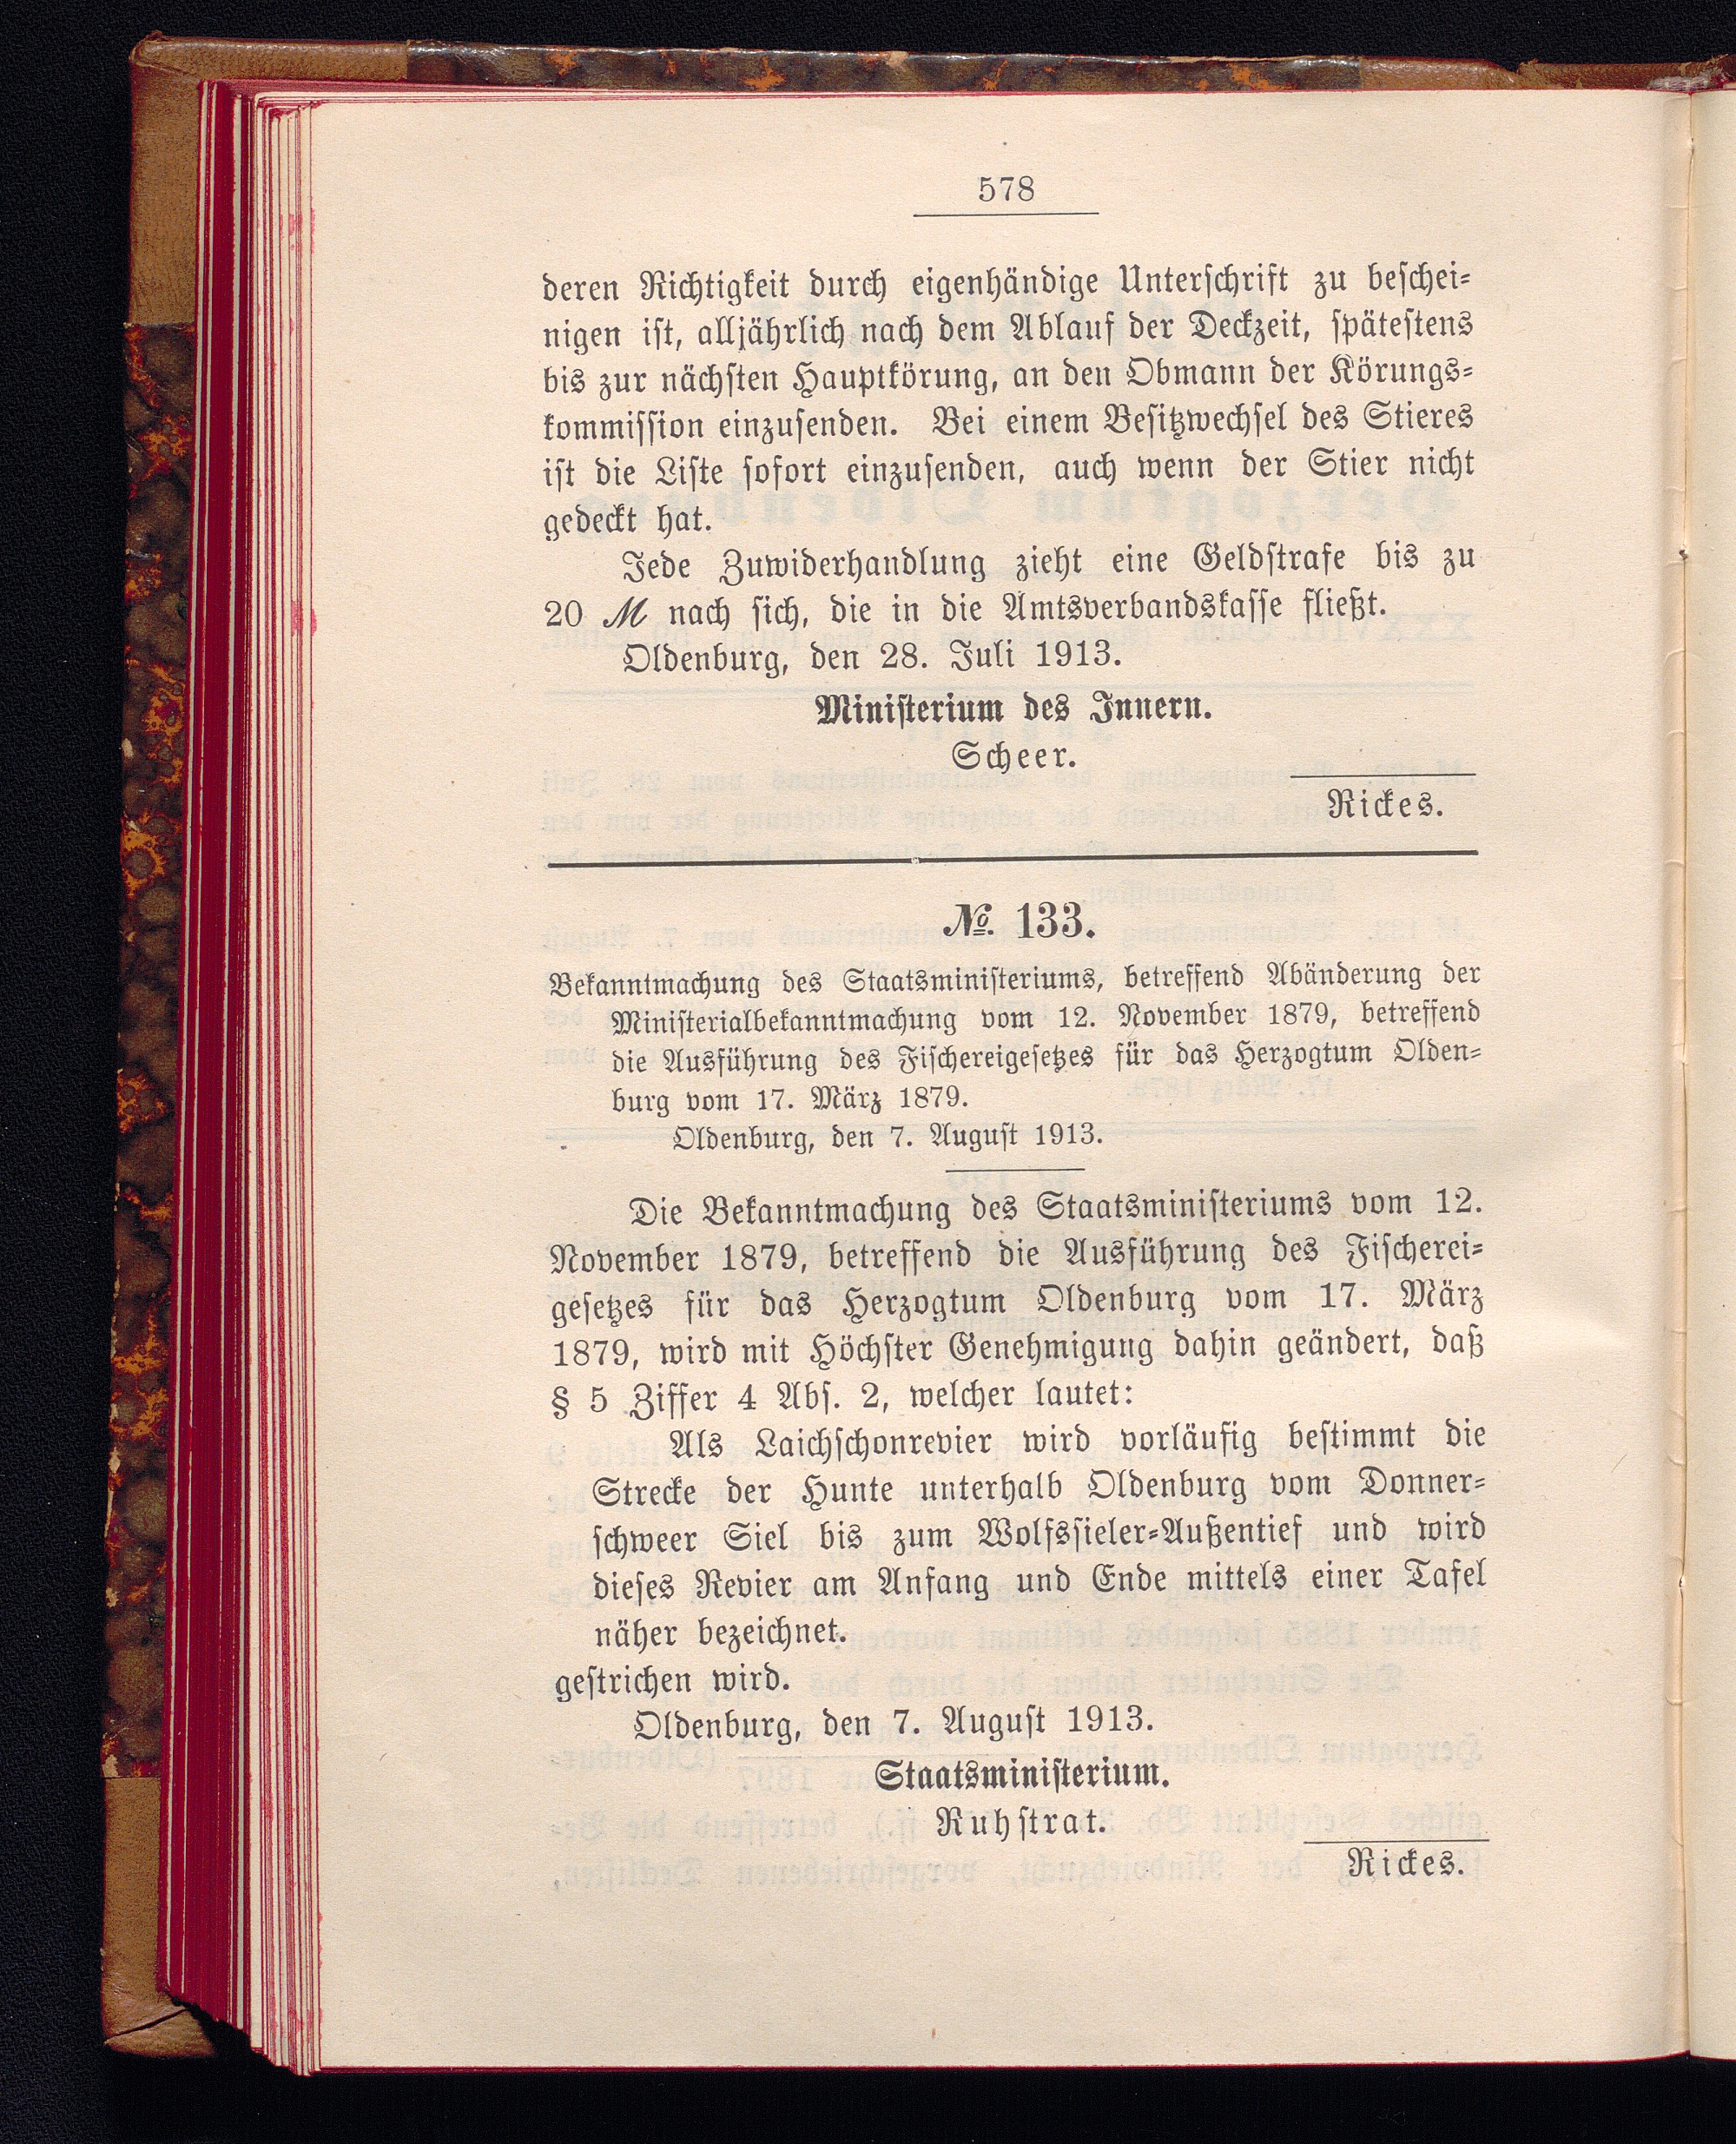 578
deren Richtigkeit durch eigenhändige Unterschrift zu beschei-
nigen ist, alljährlich nach dem Ablauf der Deckzeit, spätestens
bis zur nächsten Hauptkörung, an den Obmann der Körungs-
kommission einzusenden. Bei einem Besitzwechsel des Stieres
ist die Liste sofort einzusenden, auch wenn der Stier nicht
gedeckt hat.
Jede Zuwiderhandlung zieht eine Geldstrafe bis zu
20 M nach sich, die in die Amtsverbandskasse fließt.
Oldenburg, den 28. Juli 1913.
Ministerium des Innern.
Scheer.
Rickes.
№. 133.
Bekanntmachung des Staatsministeriums, betreffend Abänderung der
Ministerialbekanntmachung vom 12. November 1879, betreffend
die Ausführung des Fischereigesetzes für das Herzogtum Olden-
burg vom 17. März 1879.
Oldenburg, den 7. August 1913.
Die Bekanntmachung des Staatsministeriums vom 12.
November 1879, betreffend die Ausführung des Fischerei-
gesetzes für das Herzogtum Oldenburg vom 17. März
1879, wird mit Höchster Genehmigung dahin geändert, daß
§ 5 Ziffer 4 Abs. 2, welcher lautet:
Als Laichschonrevier wird vorläufig bestimmt die
Strecke der Hunte unterhalb Oldenburg vom Donner-
schweer Siel bis zum Wolfssieler-Außentief und wird
dieses Revier am Anfang und Ende mittels einer Tafel
näher bezeichnet.
gestrichen wird.
Oldenburg, den 7. August 1913.
Staatsministerium.
Ruhstrat.
Rickes.